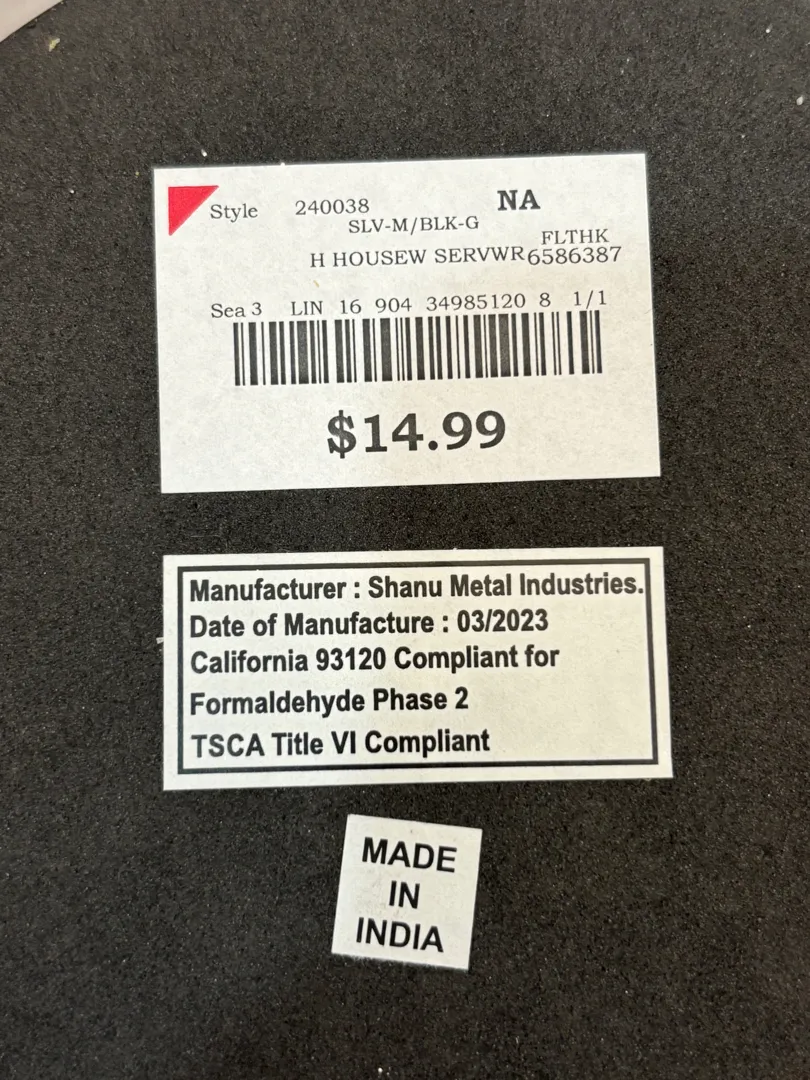 Style 240038 NA
SLV-M/BLK-G
FLTHK
H HOUSEW SERVWR 6586387
Sea 3 LIN 16 904 34985120 8 1/1
$14.99
Manufacturer : Shanu Metal Industries.
Date of Manufacture : 03/2023
California 93120 Compliant for
Formaldehyde Phase 2
TSCA Title VI Compliant
MADE
IN
INDIA